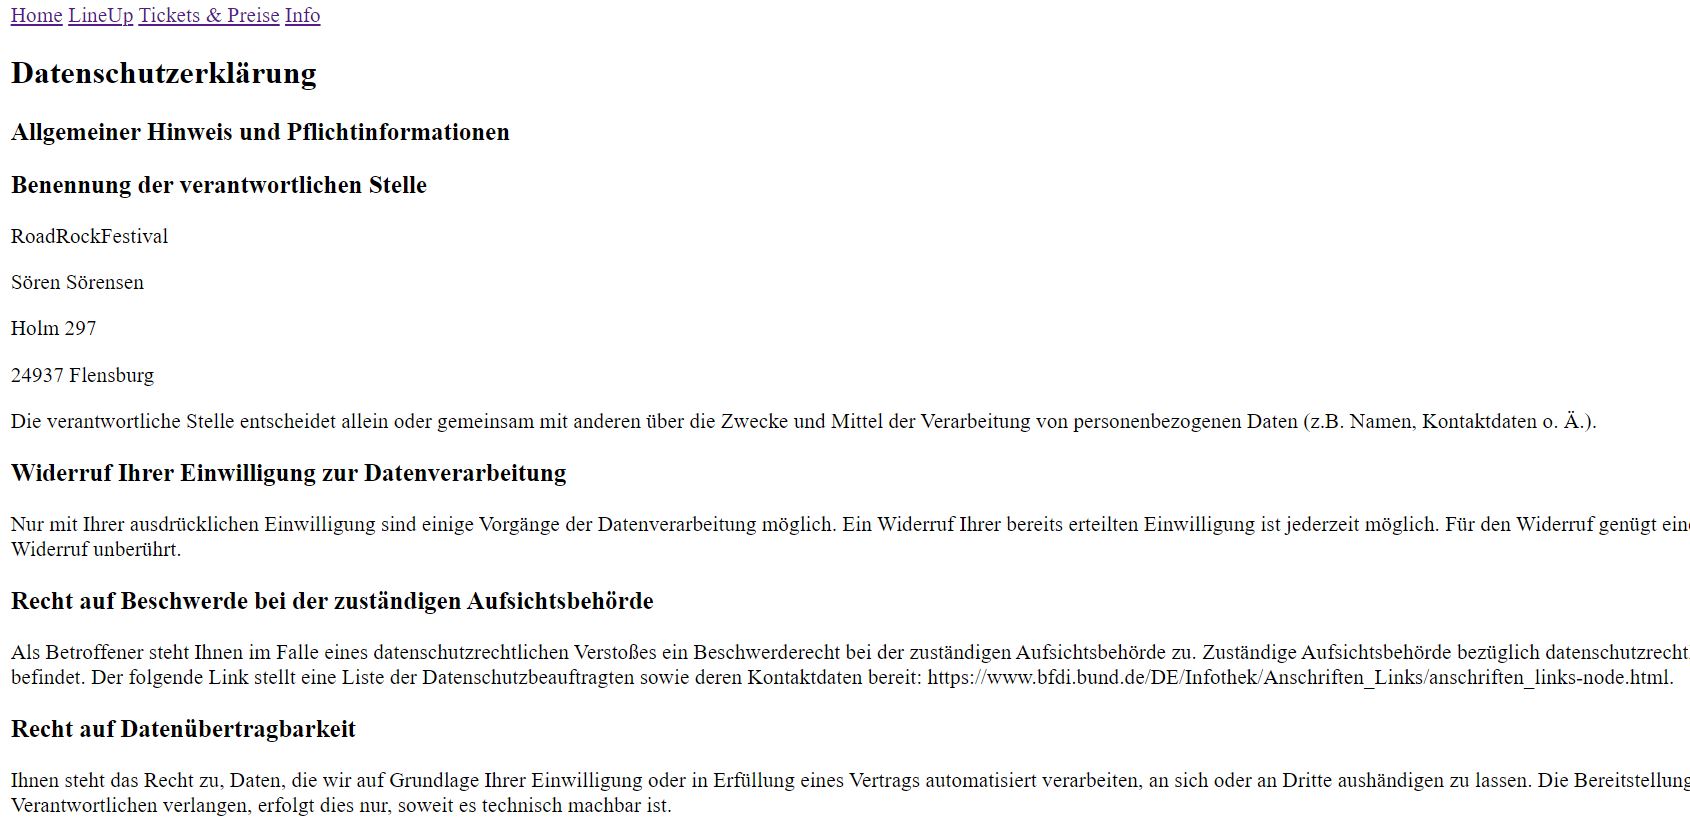 Home LineUp Tickets & Preise Info
Datenschutzerklärung
Allgemeiner Hinweis und Pflichtinformationen
Benennung der verantwortlichen Stelle
RoadRockFestival
Sören Sörensen
Holm 297
24937 Flensburg
Die verantwortliche Stelle entscheidet allein oder gemeinsam mit anderen über die Zwecke und Mittel der Verarbeitung von personenbezogenen Daten (z.B. Namen, Kontaktdaten o. Ä.).
Widerruf Ihrer Einwilligung zur Datenverarbeitung
Nur mit Ihrer ausdrücklichen Einwilligung sind einige Vorgänge der Datenverarbeitung möglich. Ein Widerruf Ihrer bereits erteilten Einwilligung ist jederzeit möglich. Für den Widerruf genügt
Widerruf unberührt.
Recht auf Beschwerde bei der zuständigen Aufsichtsbehörde
Als Betroffener steht Ihnen im Falle eines datenschutzrechtlichen Verstoßes ein Beschwerderecht bei der zuständigen Aufsichtsbehörde zu. Zuständige Aufsichtsbehörde bezüglich
befindet. Der folgende Link stellt eine Liste der Datenschutzbeauftragten sowie deren Kontaktdaten bereit: https://www.bfdi.bund.de/DE/Infothek/Anschriften_Links/anschriften_links-node.html.
Recht auf Datenübertragbarkeit
Ihnen steht das Recht zu, Daten, die wir auf Grundlage Ihrer Einwilligung oder in Erfüllung eines Vertrags automatisiert verarbeiten, an sich oder an Dritte aushändigen zu lassen. Die Bereitstellung
Verantwortlichen verlangen, erfolgt dies nur, soweit es technisch machbar ist.